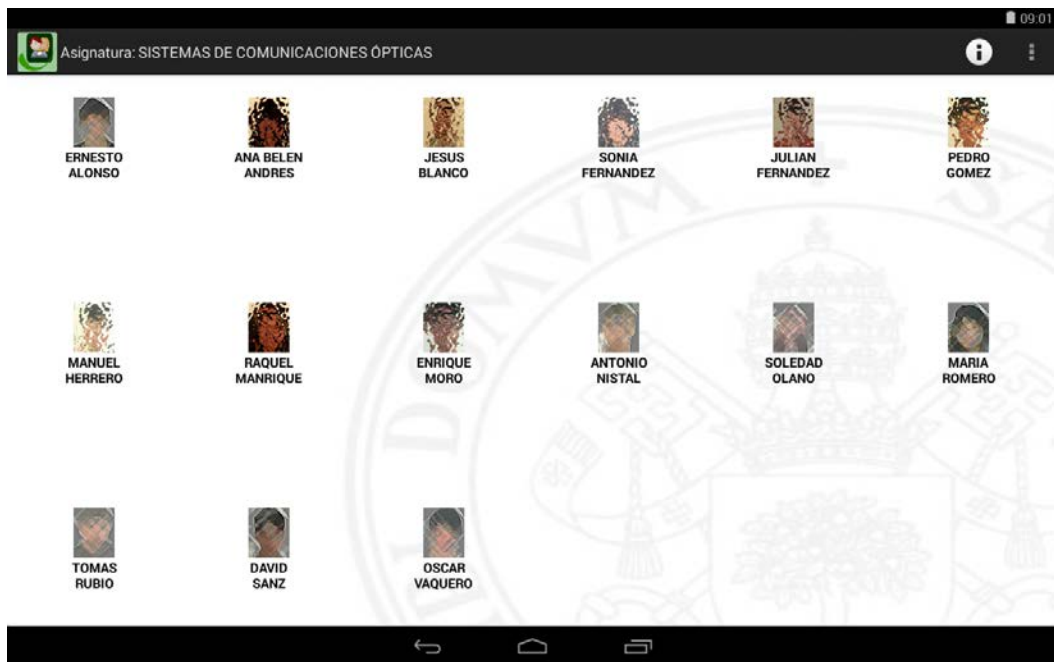 09:01
Asignatura: SISTEMAS DE COMUNICACIONES ÓPTICAS
ERNESTO
ALONSO
ANA BELEN
ANDRES
JESUS
BLANCO
SONIA
FERNANDEZ
JULIAN
FERNANDEZ
PEDRO
GOMEZ
MANUEL
HERRERO
RAQUEL
MANRIQUE
ENRIQUE
MORO
ANTONIO
NISTAL
SOLEDAD
OLANO
MARIA
ROMERO
TOMAS
RUBIO
DAVID
SANZ
OSCAR
VAQUERO